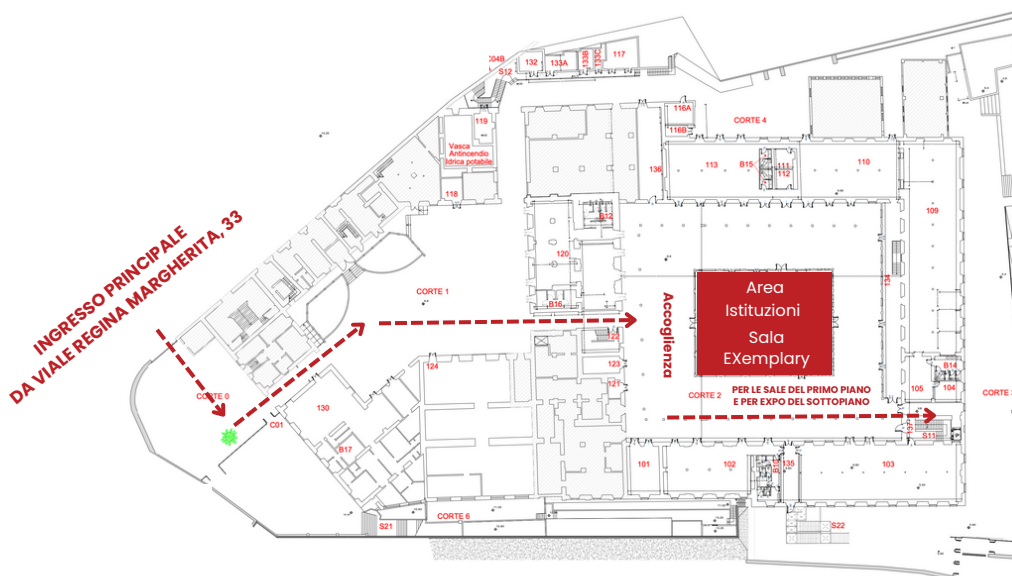 INGRESSO PRINCIPALE
DA VIALE REGINA MARGHERITA, 33
C04B
S12
132
133A
133B
133C
117
119
Vasca
Antincendio
Idrica potabile
118
116A
116B
CORTE 4
136
113
B15
111
112
110
109
B12
120
B16
134
CORTE 1
Accoglienza
Area
Istituzioni
Sala
EXemplary
122
123
121
124
CORTE 0
C01
130
B17
PER LE SALE DEL PRIMO PIANO
E PER EXPO DEL SOTTOPIANO
CORTE 2
105
B14
104
137
S11
101
102
B10
135
103
S21
CORTE 6
S22